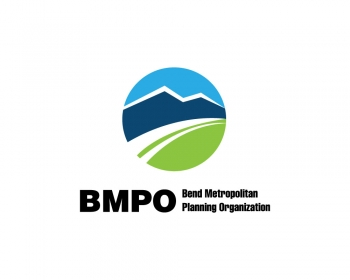 BMPO
Bend Metropolitan
Planning Organization